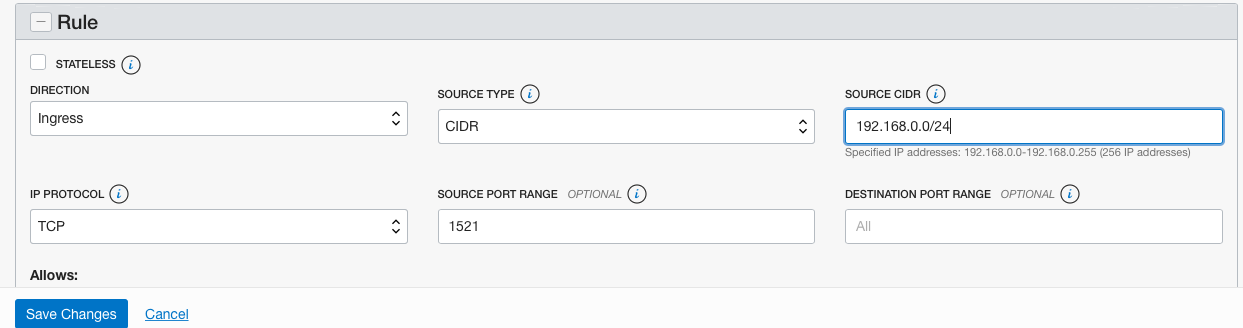 Rule
STATELESS
DIRECTION
Ingress
SOURCE TYPE
CIDR
SOURCE CIDR
192.168.0.0/24
Specified IP addresses: 192.168.0.0-192.168.0.255 (256 IP addresses)
IP PROTOCOL
TCP
SOURCE PORT RANGE OPTIONAL
1521
DESTINATION PORT RANGE OPTIONAL
All
Allows:
Save Changes Cancel